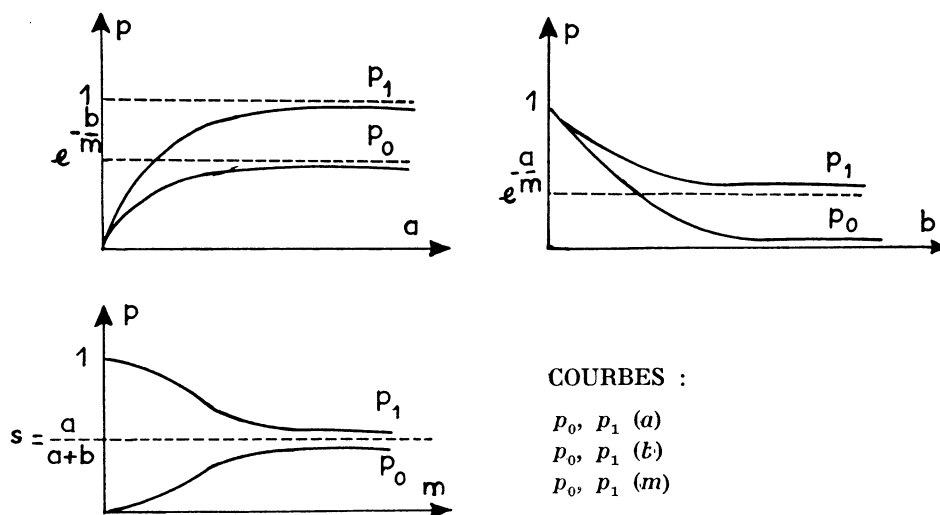 p
1
p₁
e^-b/m
p₀
a
p
1
p₁
e^-a/m
p₀
b
p
1
p₁
s = a/a+b
p₀
m
COURBES :
p₀, p₁ (a)
p₀, p₁ (b)
p₀, p₁ (m)